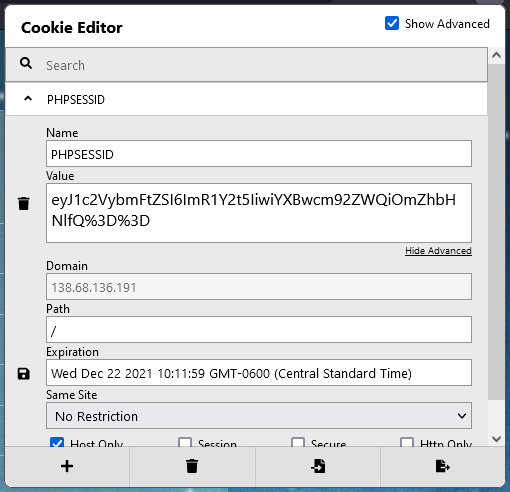 Cookie Editor
Show Advanced
Search
PHPSESSID
Name
PHPSESSID
Value
eyJ1c2VybmFtZSI6ImR1Y2t5IiwiYXBwcm92ZWQiOmZhbH
NlfQ%3D%3D
Hide Advanced
Domain
138.68.136.191
Path
/
Expiration
Wed Dec 22 2021 10:11:59 GMT-0600 (Central Standard Time)
Same Site
No Restriction
Host Only Session Secure Http Only